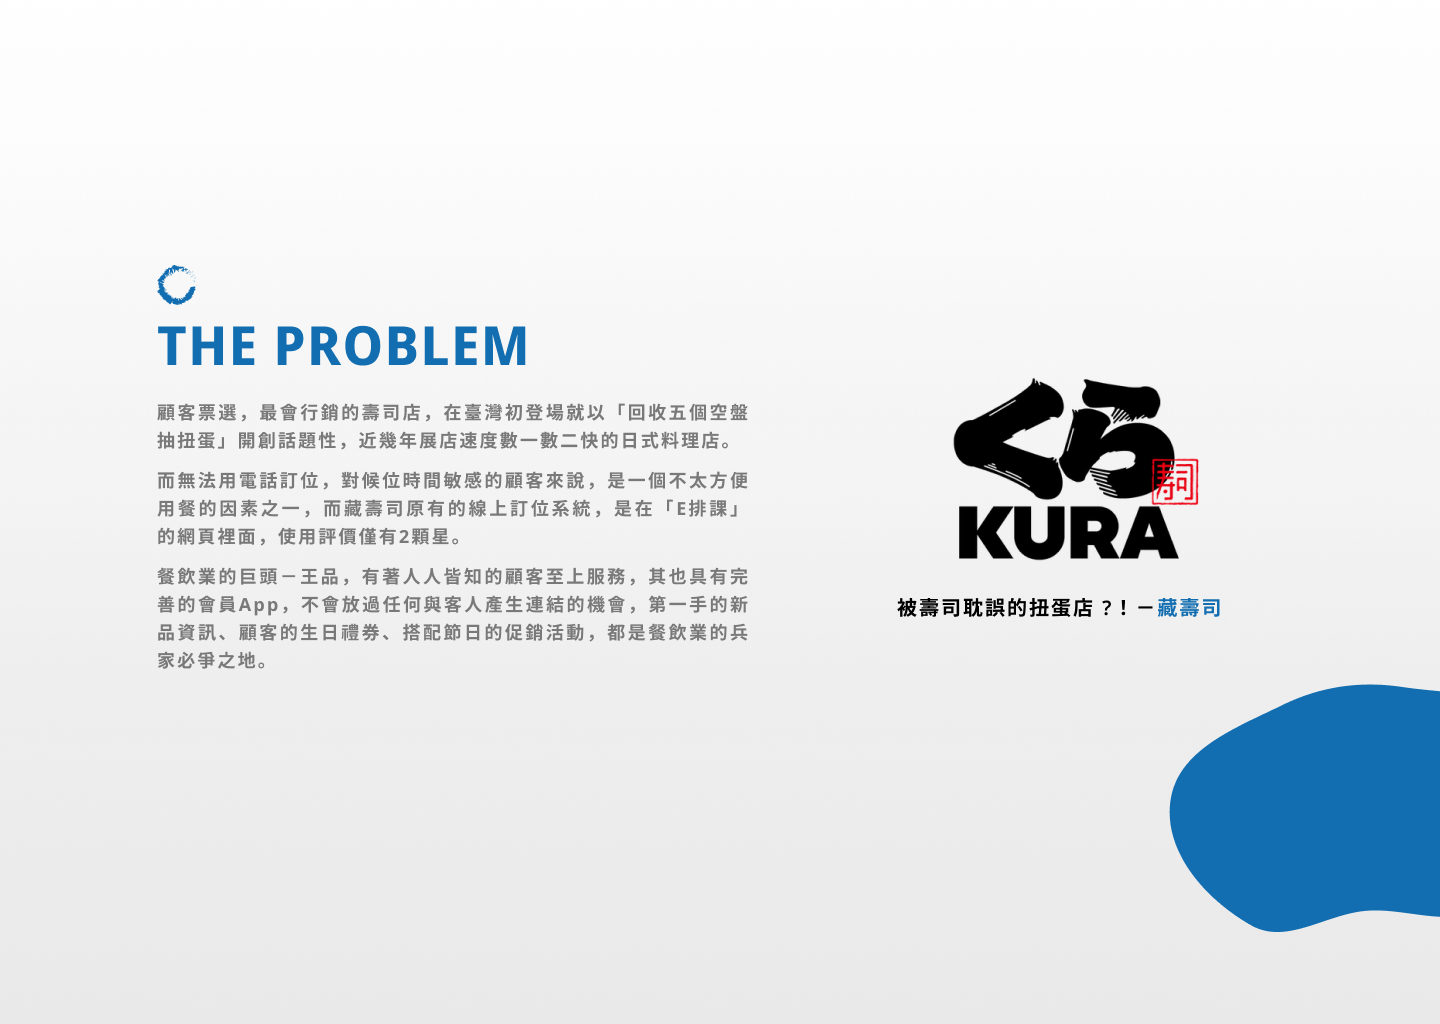 THE PROBLEM
顧客票選，最會行銷的壽司店，在臺灣初登場就以「回收五個空盤
抽扭蛋」開創話題性，近幾年展店速度數一數二快的日式料理店。
而無法用電話訂位，對候位時間敏感的顧客來說，是一個不太方便
用餐的因素之一，而藏壽司原有的線上訂位系統，是在「E排課」
的網頁裡面，使用評價僅有2顆星。
餐飲業的巨頭－王品，有著人人皆知的顧客至上服務，其也具有完
善的會員App，不會放過任何與客人產生連結的機會，第一手的新
品資訊、顧客的生日禮券、搭配節日的促銷活動，都是餐飲業的兵
家必爭之地。
くら
寿司
KURA
被壽司耽誤的扭蛋店？！－藏壽司